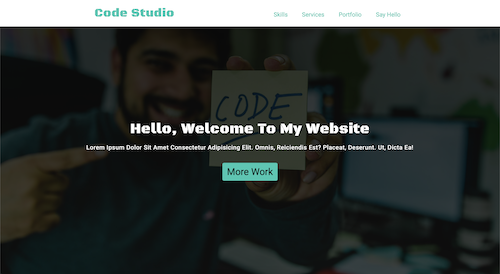 Code Studio
Skills Services Portfolio Say Hello
CODE
Hello, Welcome To My Website
Lorem Ipsum Dolor Sit Amet Consectetur Adipisicing Elit. Omnis, Reiciendis Est? Placeat, Deserunt. Ut, Dicta Ea!
More Work